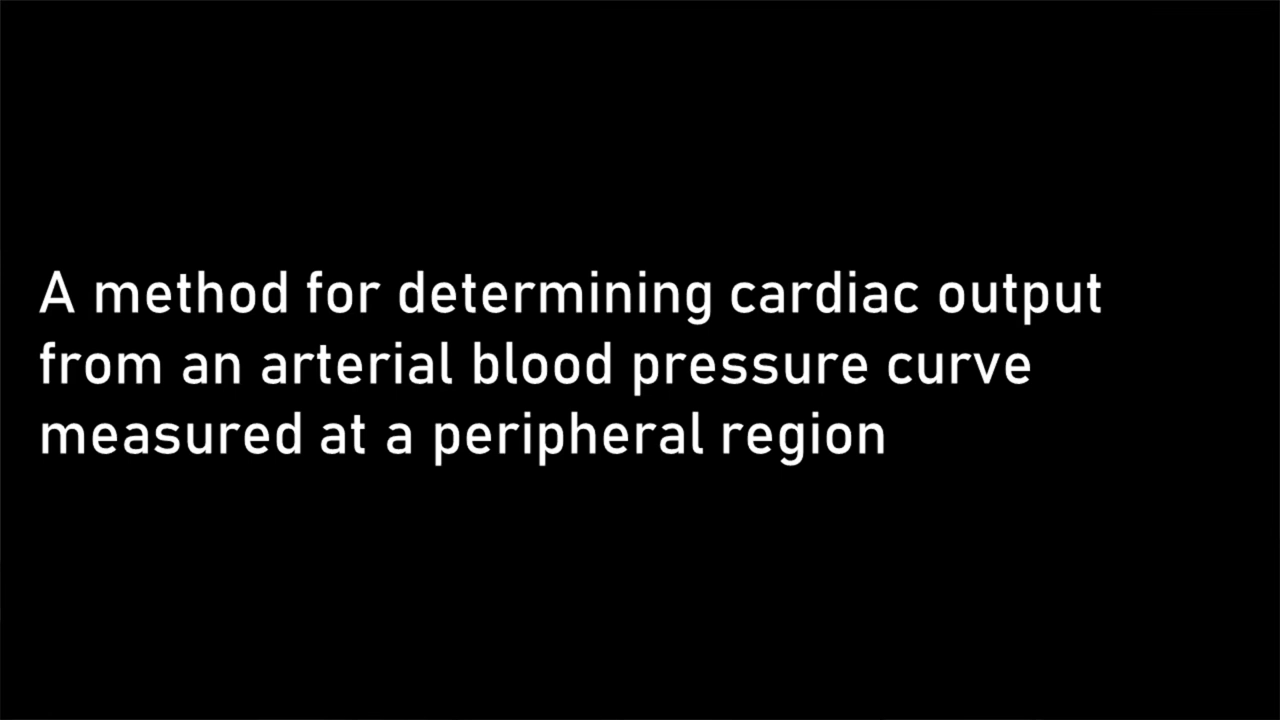 A method for determining cardiac output
from an arterial blood pressure curve
measured at a peripheral region